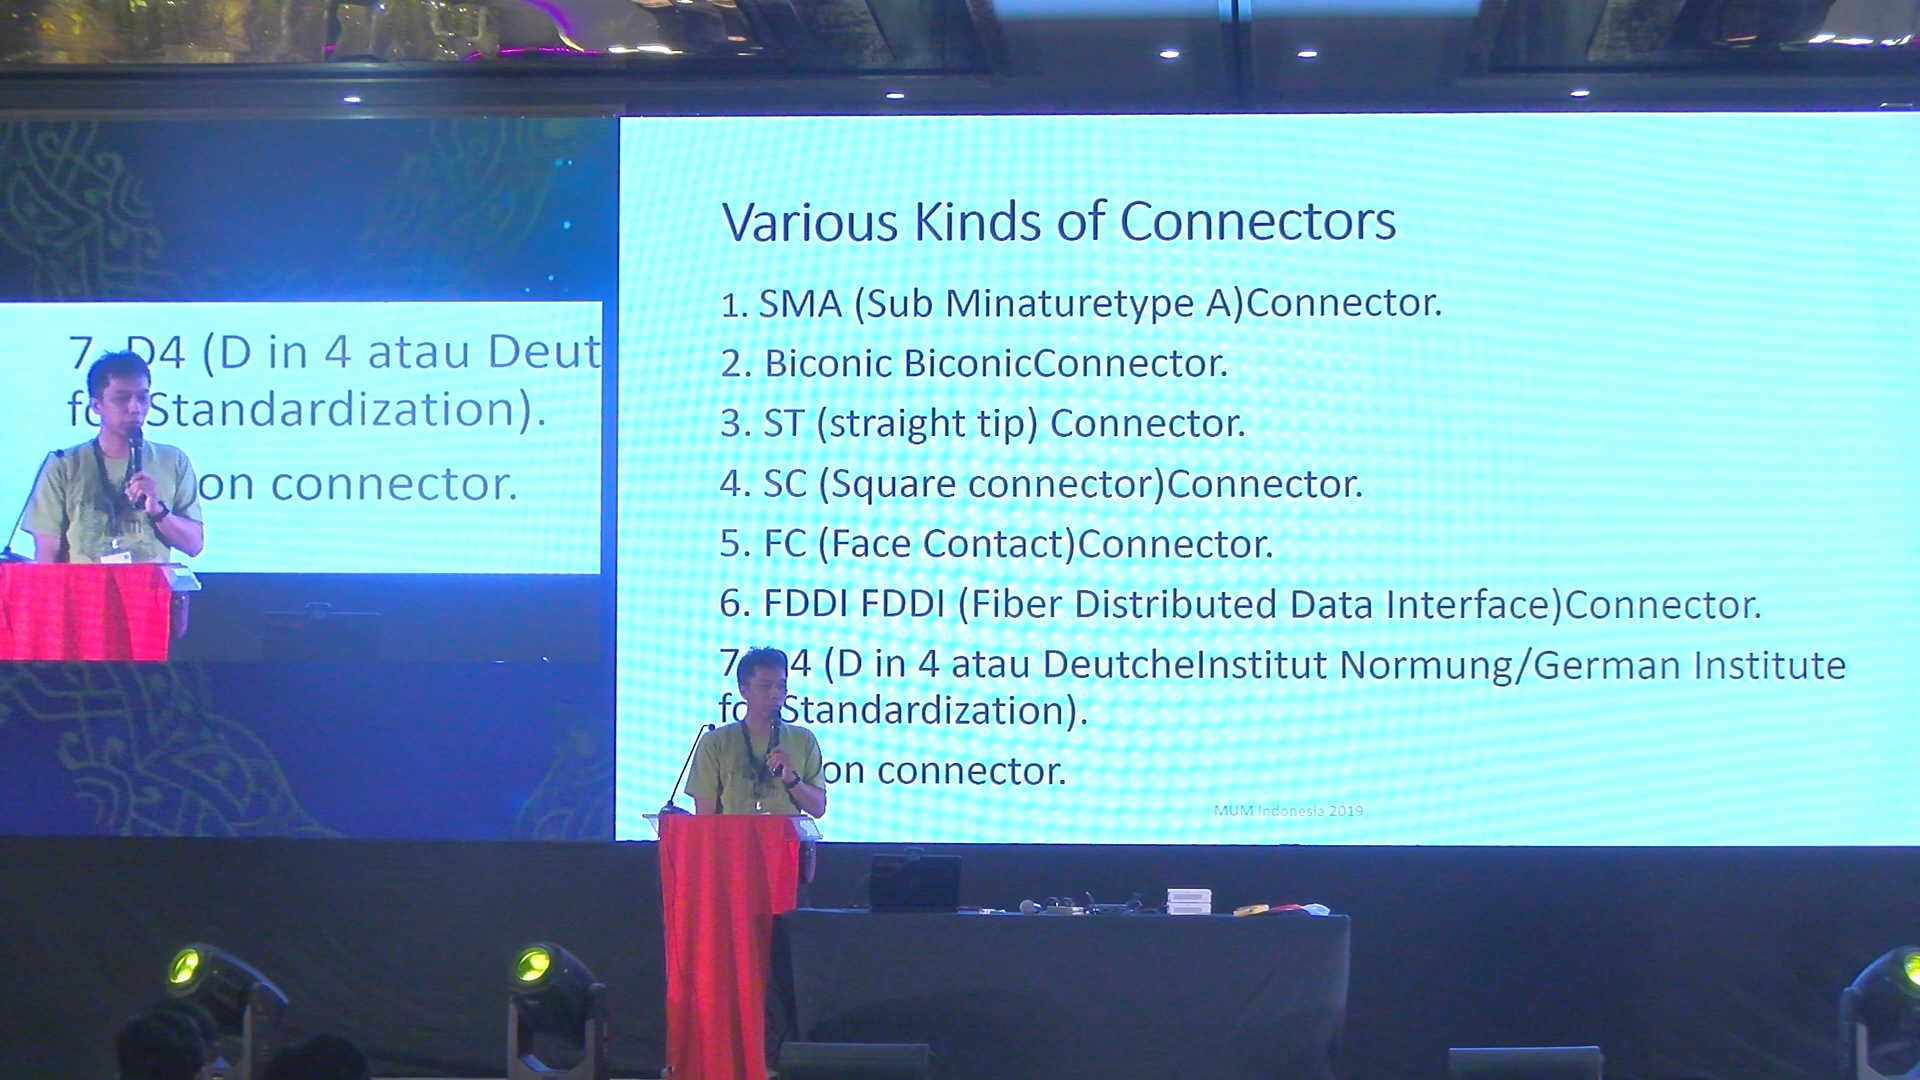 Various Kinds of Connectors
1. SMA (Sub Minaturetype A)Connector.
2. Biconic BiconicConnector.
3. ST (straight tip) Connector.
4. SC (Square connector)Connector.
5. FC (Face Contact)Connector.
6. FDDI FDDI (Fiber Distributed Data Interface)Connector.
7. D4 (D in 4 atau DeutcheInstitut Normung/German Institute
for Standardization).
on connector.
MUM Indonesia 2019
7. D4 (D in 4 atau Deut
for Standardization).
on connector.